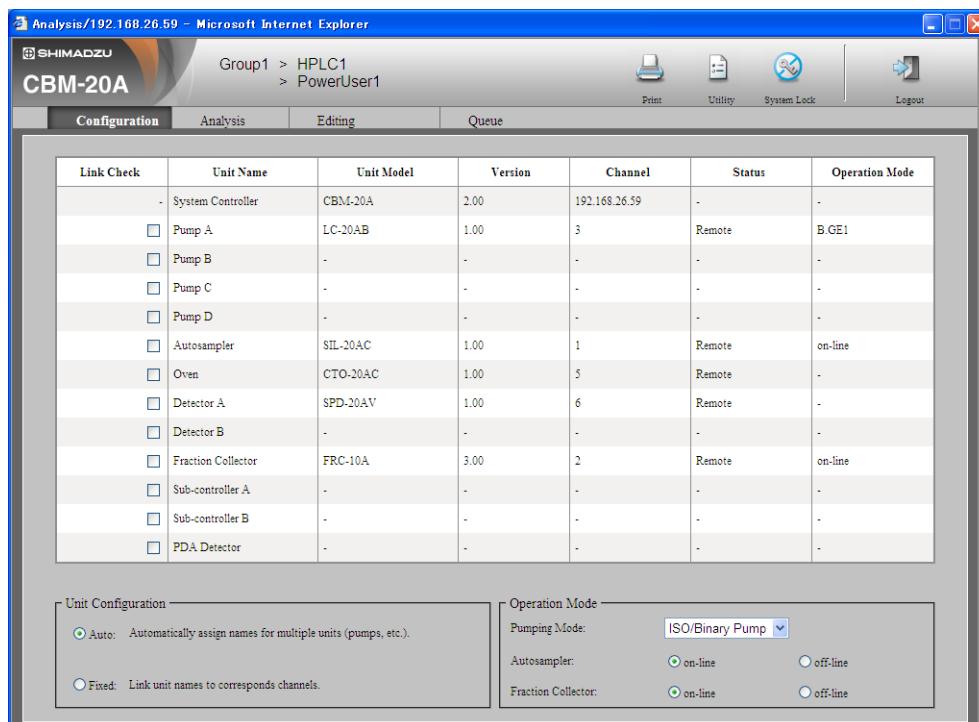 Analysis/192.168.26.59 - Microsoft Internet Explorer
SHIMADZU
CBM-20A
Group1 > HPLC1
> PowerUser1
Print Utility System Lock Logout
Configuration Analysis Editing Queue
Link Check Unit Name Unit Model Version Channel Status Operation Mode
- System Controller CBM-20A 2.00 192.168.26.59 - -
Pump A LC-20AB 1.00 3 Remote B.GE1
Pump B - - - - -
Pump C - - - - -
Pump D - - - - -
Autosampler SIL-20AC 1.00 1 Remote on-line
Oven CTO-20AC 1.00 5 Remote -
Detector A SPD-20AV 1.00 6 Remote -
Detector B - - - - -
Fraction Collector FRC-10A 3.00 2 Remote on-line
Sub-controller A - - - - -
Sub-controller B - - - - -
PDA Detector - - - - -
Unit Configuration
Auto: Automatically assign names for multiple units (pumps, etc.).
Fixed: Link unit names to corresponds channels.
Operation Mode
Pumping Mode: ISO/Binary Pump
Autosampler: on-line off-line
Fraction Collector: on-line off-line